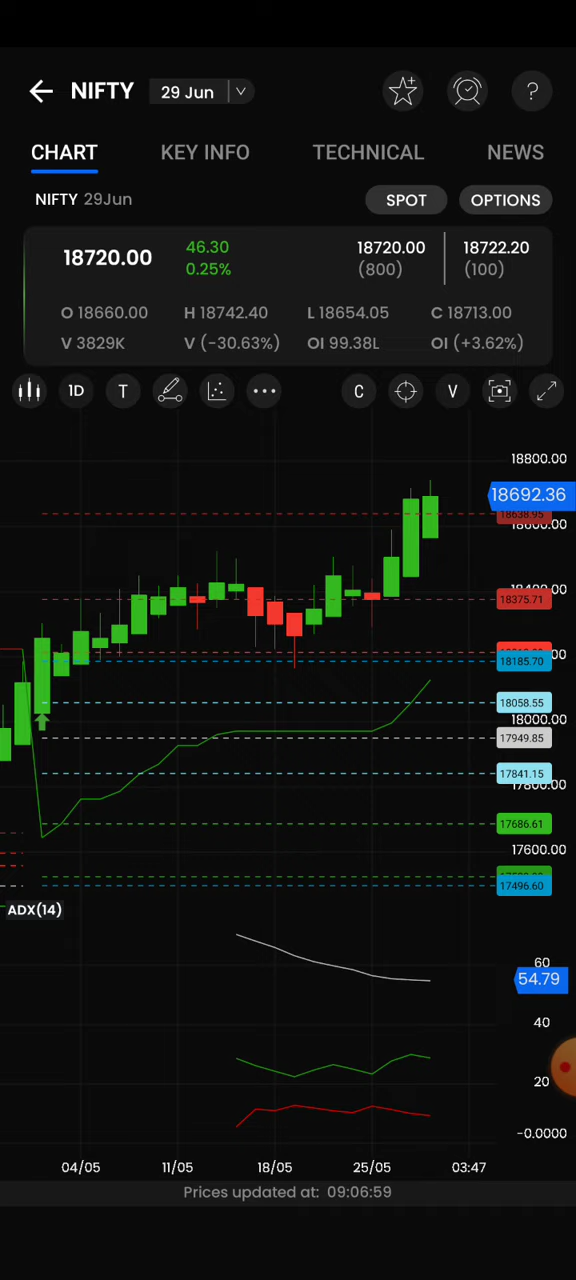 NIFTY 29 Jun ?
CHART KEY INFO TECHNICAL NEWS
NIFTY 29Jun SPOT OPTIONS
18720.00 46.30 0.25% 18720.00 (800) 18722.20 (100)
O 18660.00 H 18742.40 L 18654.05 C 18713.00
V 3829K V (-30.63%) OI 99.38L OI (+3.62%)
1D T C V
18800.00
18692.36
18638.95
18600.00
18375.71
18185.70
18058.55
18000.00
17949.85
17841.15
17800.00
17686.61
17600.00
17496.60
ADX(14)
60
54.79
40
20
-0.0000
04/05 11/05 18/05 25/05 03:47
Prices updated at: 09:06:59